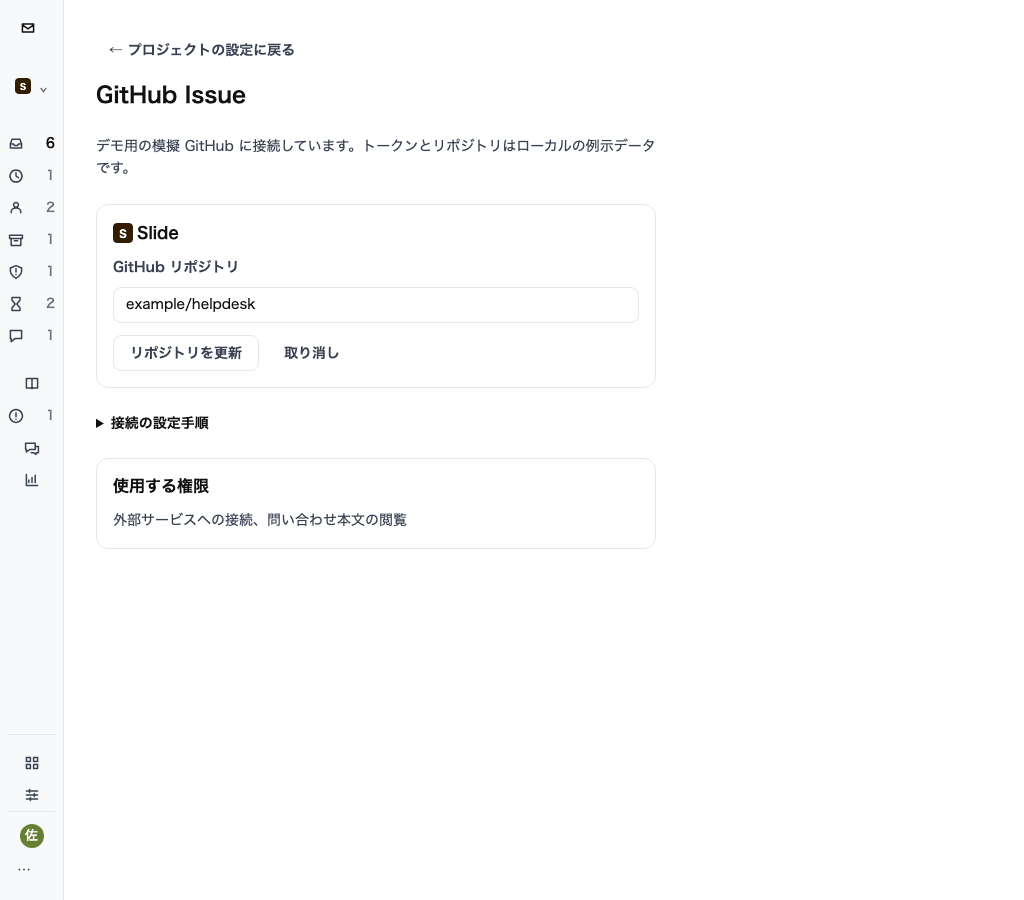 ← プロジェクトの設定に戻る
GitHub Issue
デモ用の模擬 GitHub に接続しています。トークンとリポジトリはローカルの例示データ
です。
S
S Slide
GitHub リポジトリ
example/helpdesk
リポジトリを更新 取り消し
▶ 接続の設定手順
使用する権限
外部サービスへの接続、問い合わせ本文の閲覧
6
1
2
1
1
2
1
1
佐
…